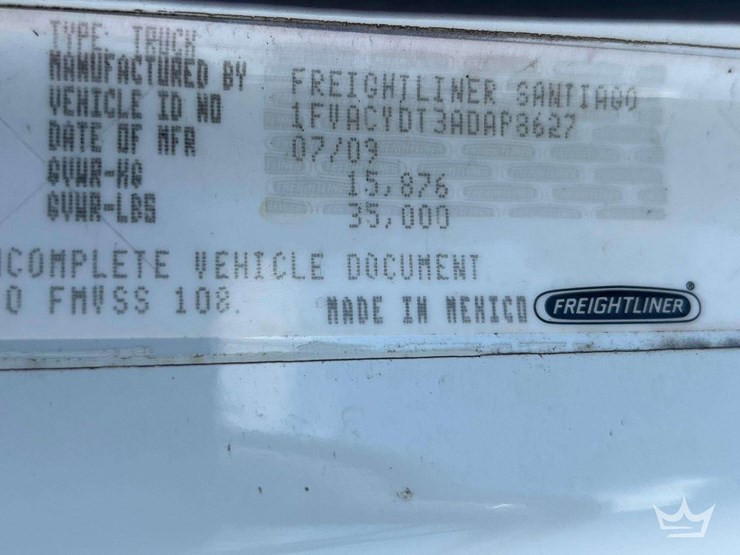 TYPE: TRUCK
MANUFACTURED BY FREIGHTLINER SANTIAGO
VEHICLE ID NO 1FVACYDT3ADAP8627
DATE OF MFR 07/09
GVWR-KG 15,876
GVWR-LBS 35,000
COMPLETE VEHICLE DOCUMENT
O FMVSS 108.
MADE IN MEXICO FREIGHTLINER®